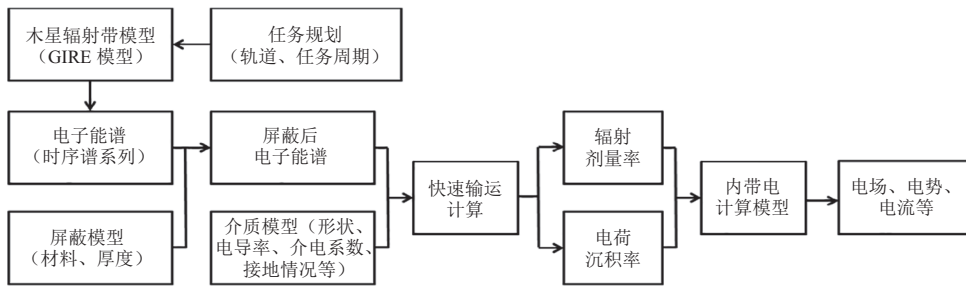 木星辐射带模型
（GIRE 模型）
任务规划
（轨道、任务周期）
电子能谱
（时序谱系列）
屏蔽后
电子能谱
屏蔽模型
（材料、厚度）
介质模型（形状、
电导率、介电系数、
接地情况等）
快速输运
计算
辐射
剂量率
电荷
沉积率
内带电
计算模型
电场、电势、
电流等